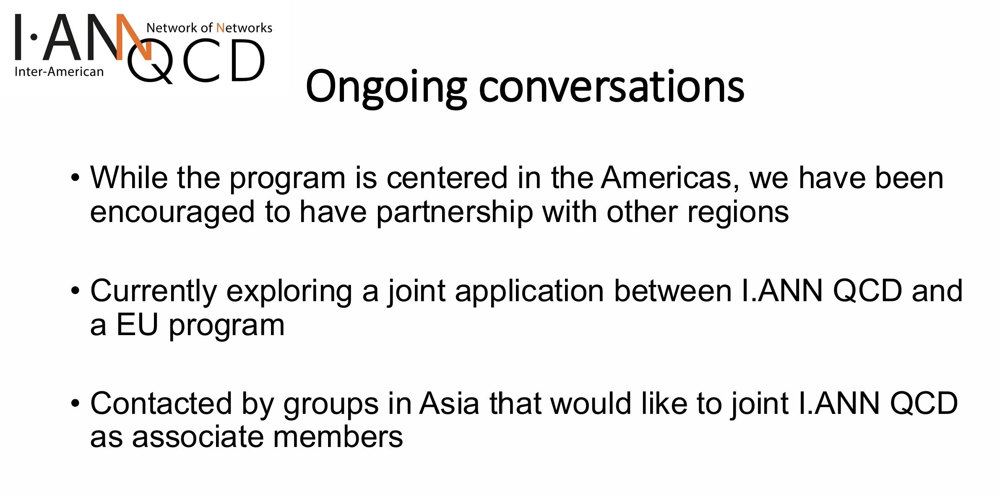 I·ANN
Network of Networks
QCD
Inter-American
Ongoing conversations
• While the program is centered in the Americas, we have been
encouraged to have partnership with other regions
• Currently exploring a joint application between I.ANN QCD and
a EU program
• Contacted by groups in Asia that would like to joint I.ANN QCD
as associate members